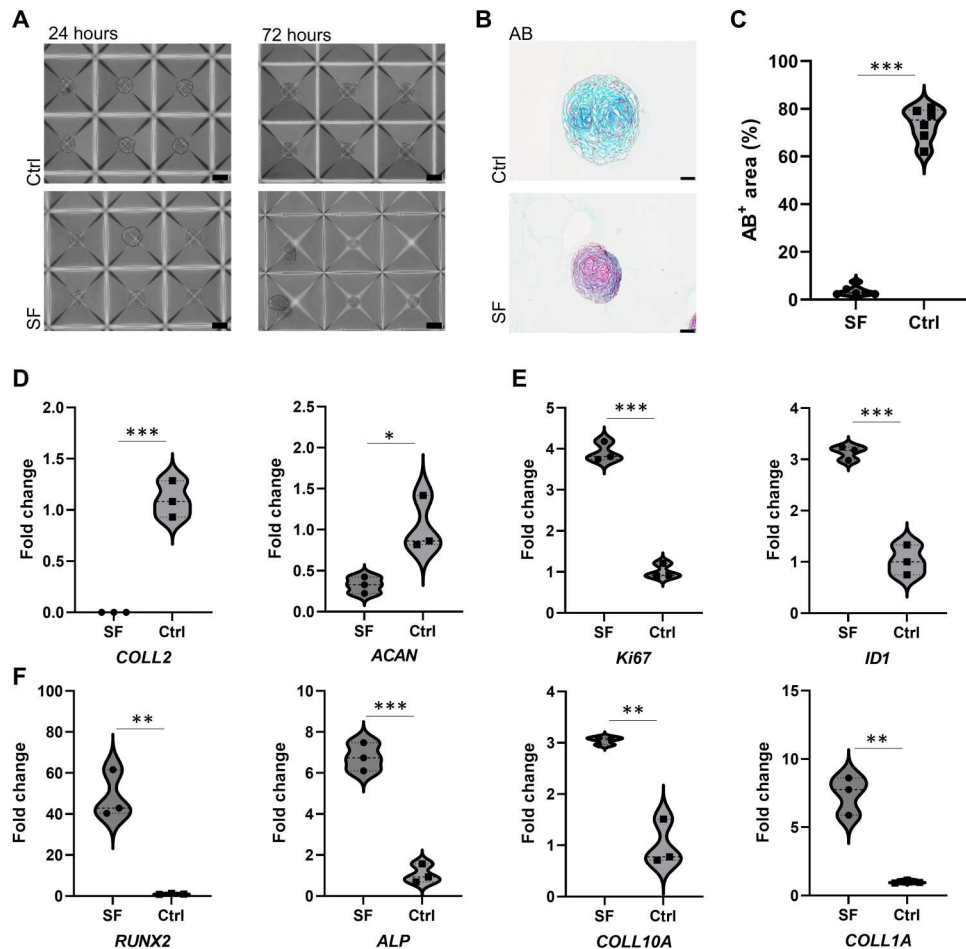 A
24 hours
72 hours
Ctrl
SF
B
AB
Ctrl
SF
C
AB⁺ area (%)
100
80
60
40
20
0
***
SF Ctrl
D
Fold change
2.0
1.5
1.0
0.5
0.0
***
SF Ctrl
COLL2
Fold change
2.5
2.0
1.5
1.0
0.5
0.0
*
SF Ctrl
ACAN
E
Fold change
5
4
3
2
1
0
***
SF Ctrl
Ki67
Fold change
4
3
2
1
0
***
SF Ctrl
ID1
F
Fold change
100
80
60
40
20
0
**
SF Ctrl
RUNX2
Fold change
10
8
6
4
2
0
***
SF Ctrl
ALP
Fold change
4
3
2
1
0
**
SF Ctrl
COLL10A
Fold change
15
10
5
0
**
SF Ctrl
COLL1A